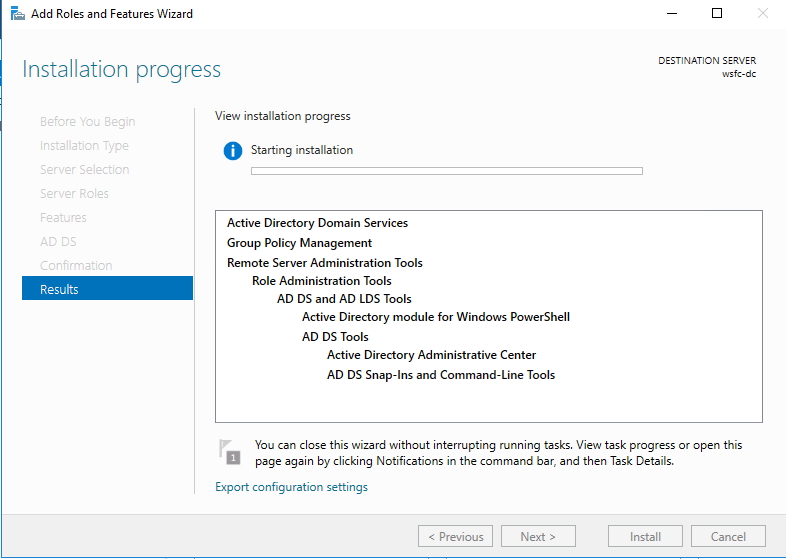 Add Roles and Features Wizard
Installation progress
DESTINATION SERVER
wsfc-dc
Before You Begin
Installation Type
Server Selection
Server Roles
Features
AD DS
Confirmation
Results
View installation progress
Starting installation
Active Directory Domain Services
Group Policy Management
Remote Server Administration Tools
Role Administration Tools
AD DS and AD LDS Tools
Active Directory module for Windows PowerShell
AD DS Tools
Active Directory Administrative Center
AD DS Snap-Ins and Command-Line Tools
1
You can close this wizard without interrupting running tasks. View task progress or open this
page again by clicking Notifications in the command bar, and then Task Details.
Export configuration settings
< Previous
Next >
Install
Cancel